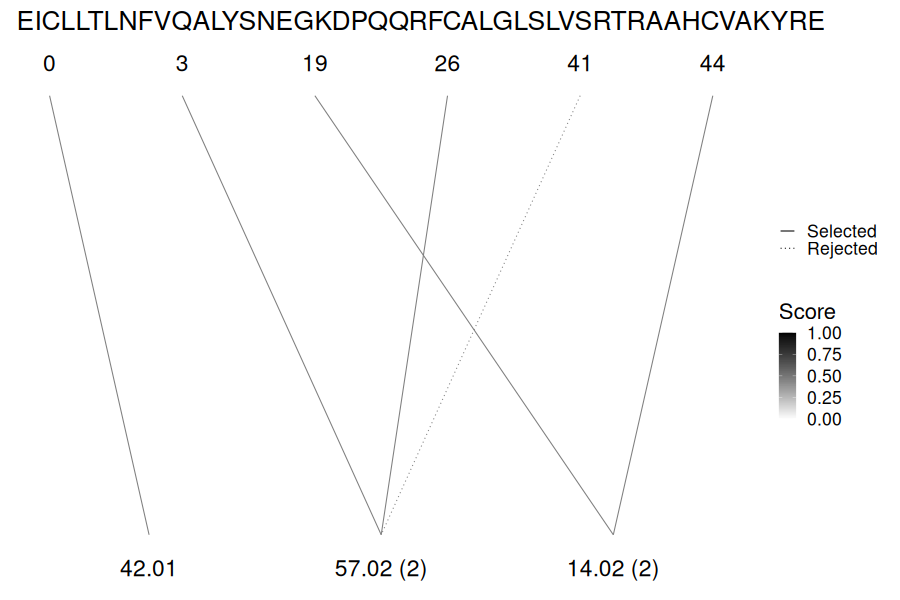 EICLLTLNFVQALYSNEGKDPQQRFCALGLSLVSRTRAAHCVAKYRE
0 3 19 26 41 44
Selected
Rejected
Score
1.00
0.75
0.50
0.25
0.00
42.01 57.02 (2) 14.02 (2)